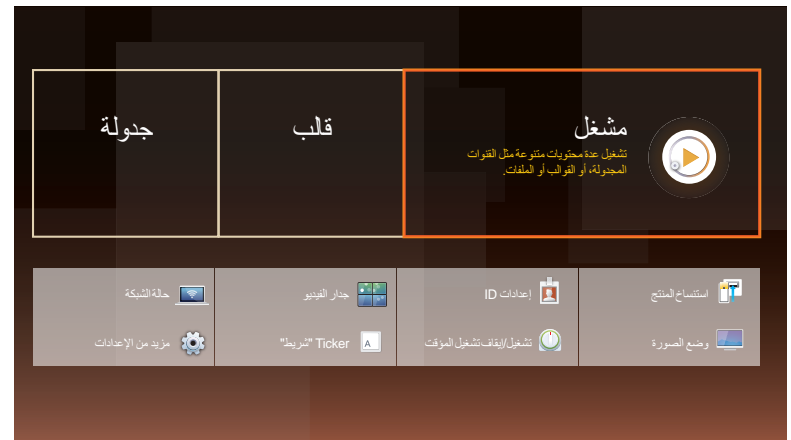 مشغل
تشغيل عدة محتويات متنوعة مثل القنوات
المجدولة، أو القوالب أو الملفات.
قالب
جدولة
استنساخ المنتج
إعدادات ID
جدار الفيديو
حالة الشبكة
وضع الصورة
تشغيل/إيقاف تشغيل المؤقت
Ticker "شريط"
A
مزيد من الإعدادات